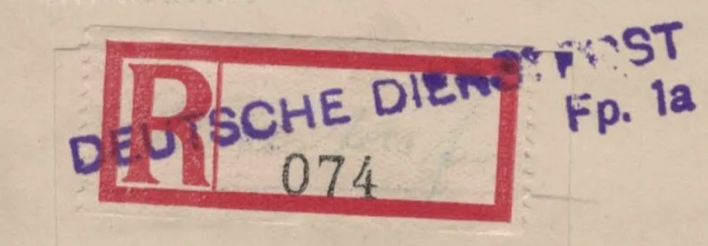 DEUTSCHE DIENSTPOST
Fp. 1a
R
074